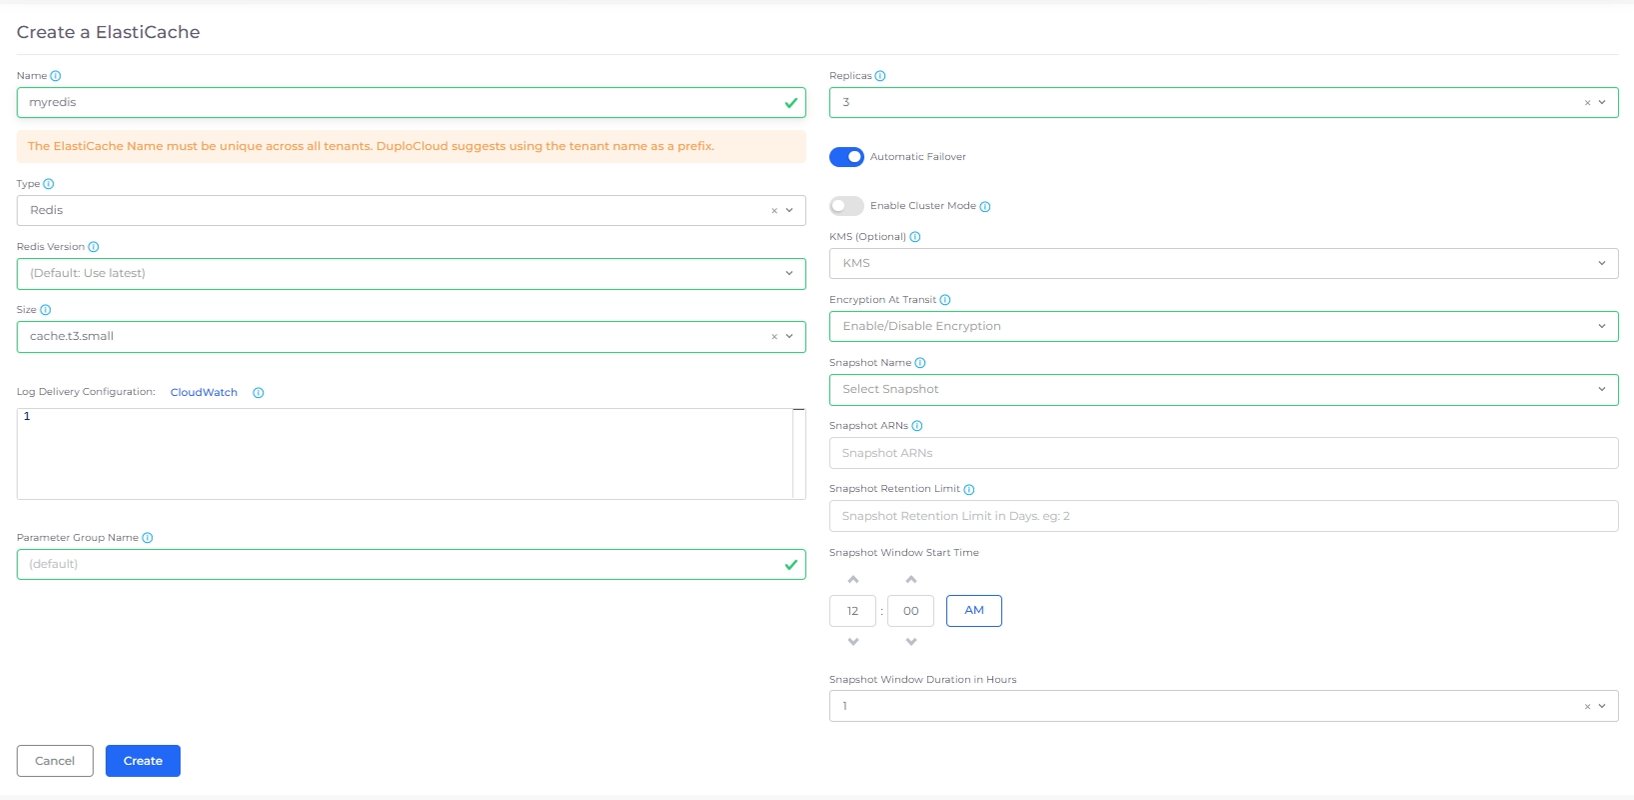 Create a ElastiCache
Name
myredis
The ElastiCache Name must be unique across all tenants. DuploCloud suggests using the tenant name as a prefix.
Type
Redis
Redis Version
(Default: Use latest)
Size
cache.t3.small
Log Delivery Configuration: CloudWatch
1
Parameter Group Name
(default)
Replicas
3
Automatic Failover
Enable Cluster Mode
KMS (Optional)
KMS
Encryption At Transit
Enable/Disable Encryption
Snapshot Name
Select Snapshot
Snapshot ARNs
Snapshot ARNs
Snapshot Retention Limit
Snapshot Retention Limit in Days. eg: 2
Snapshot Window Start Time
12 : 00 AM
Snapshot Window Duration in Hours
1
Cancel Create